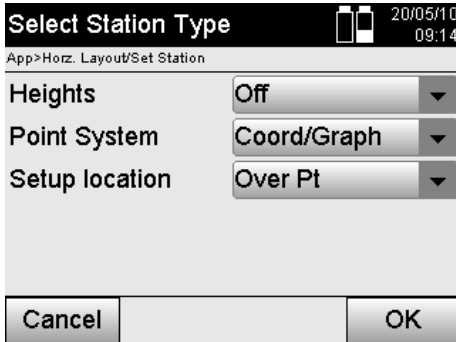 Select Station Type
20/05/10
09:14
App>Horz. Layout/Set Station
Heights Off
Point System Coord/Graph
Setup location Over Pt
Cancel OK